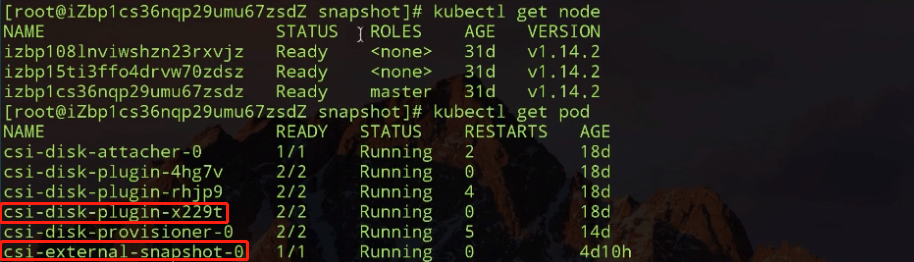 [root@iZbp1cs36nqp29umu67zsdZ snapshot]# kubectl get node
NAME STATUS ROLES AGE VERSION
izbp108lnviwshzn23rxvjz Ready <none> 31d v1.14.2
izbp15ti3ffo4drvw70zdsz Ready <none> 31d v1.14.2
izbp1cs36nqp29umu67zsdz Ready master 31d v1.14.2
[root@iZbp1cs36nqp29umu67zsdZ snapshot]# kubectl get pod
NAME READY STATUS RESTARTS AGE
csi-disk-attacher-0 1/1 Running 2 18d
csi-disk-plugin-4hg7v 2/2 Running 0 18d
csi-disk-plugin-rhjp9 2/2 Running 4 18d
csi-disk-plugin-x229t 2/2 Running 0 18d
csi-disk-provisioner-0 2/2 Running 5 14d
csi-external-snapshot-0 1/1 Running 0 4d10h